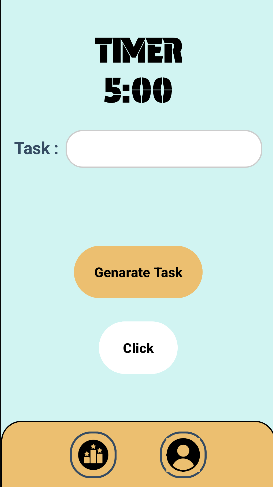 TIMER
5:00
Task :
Genarate Task
Click